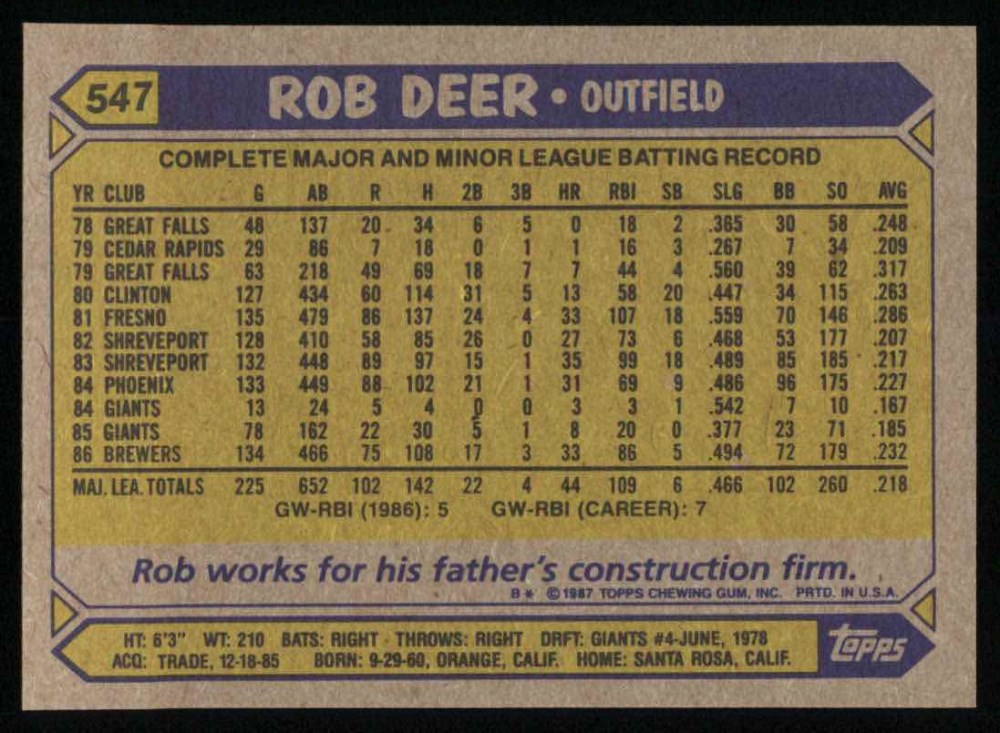 547 ROB DEER • OUTFIELD
COMPLETE MAJOR AND MINOR LEAGUE BATTING RECORD
YR CLUB G AB R H 2B 3B HR RBI SB SLG BB SO AVG
78 GREAT FALLS 48 137 20 34 6 5 0 18 2 .365 30 58 .248
79 CEDAR RAPIDS 29 86 7 18 0 1 1 16 3 .267 7 34 .209
79 GREAT FALLS 63 218 49 69 18 7 7 44 4 .560 39 62 .317
80 CLINTON 127 434 60 114 31 5 13 58 20 .447 34 115 .263
81 FRESNO 135 479 86 137 24 4 33 107 18 .559 70 146 .286
82 SHREVEPORT 128 410 58 85 26 0 27 73 6 .468 53 177 .207
83 SHREVEPORT 132 448 89 97 15 1 35 99 18 .489 85 185 .217
84 PHOENIX 133 449 88 102 21 1 31 69 9 .486 96 175 .227
84 GIANTS 13 24 5 4 0 0 3 3 1 .542 7 10 .167
85 GIANTS 78 162 22 30 5 1 8 20 0 .377 23 71 .185
86 BREWERS 134 466 75 108 17 3 33 86 5 .494 72 179 .232
MAJ. LEA. TOTALS 225 652 102 142 22 4 44 109 6 .466 102 260 .218
GW-RBI (1986): 5 GW-RBI (CAREER): 7
Rob works for his father's construction firm.
B* ©1987 TOPPS CHEWING GUM, INC. PRTD. IN U.S.A.
HT: 6'3" WT: 210 BATS: RIGHT THROWS: RIGHT DRFT: GIANTS #4-JUNE, 1978
ACQ: TRADE, 12-18-85 BORN: 9-29-60, ORANGE, CALIF. HOME: SANTA ROSA, CALIF.
topps